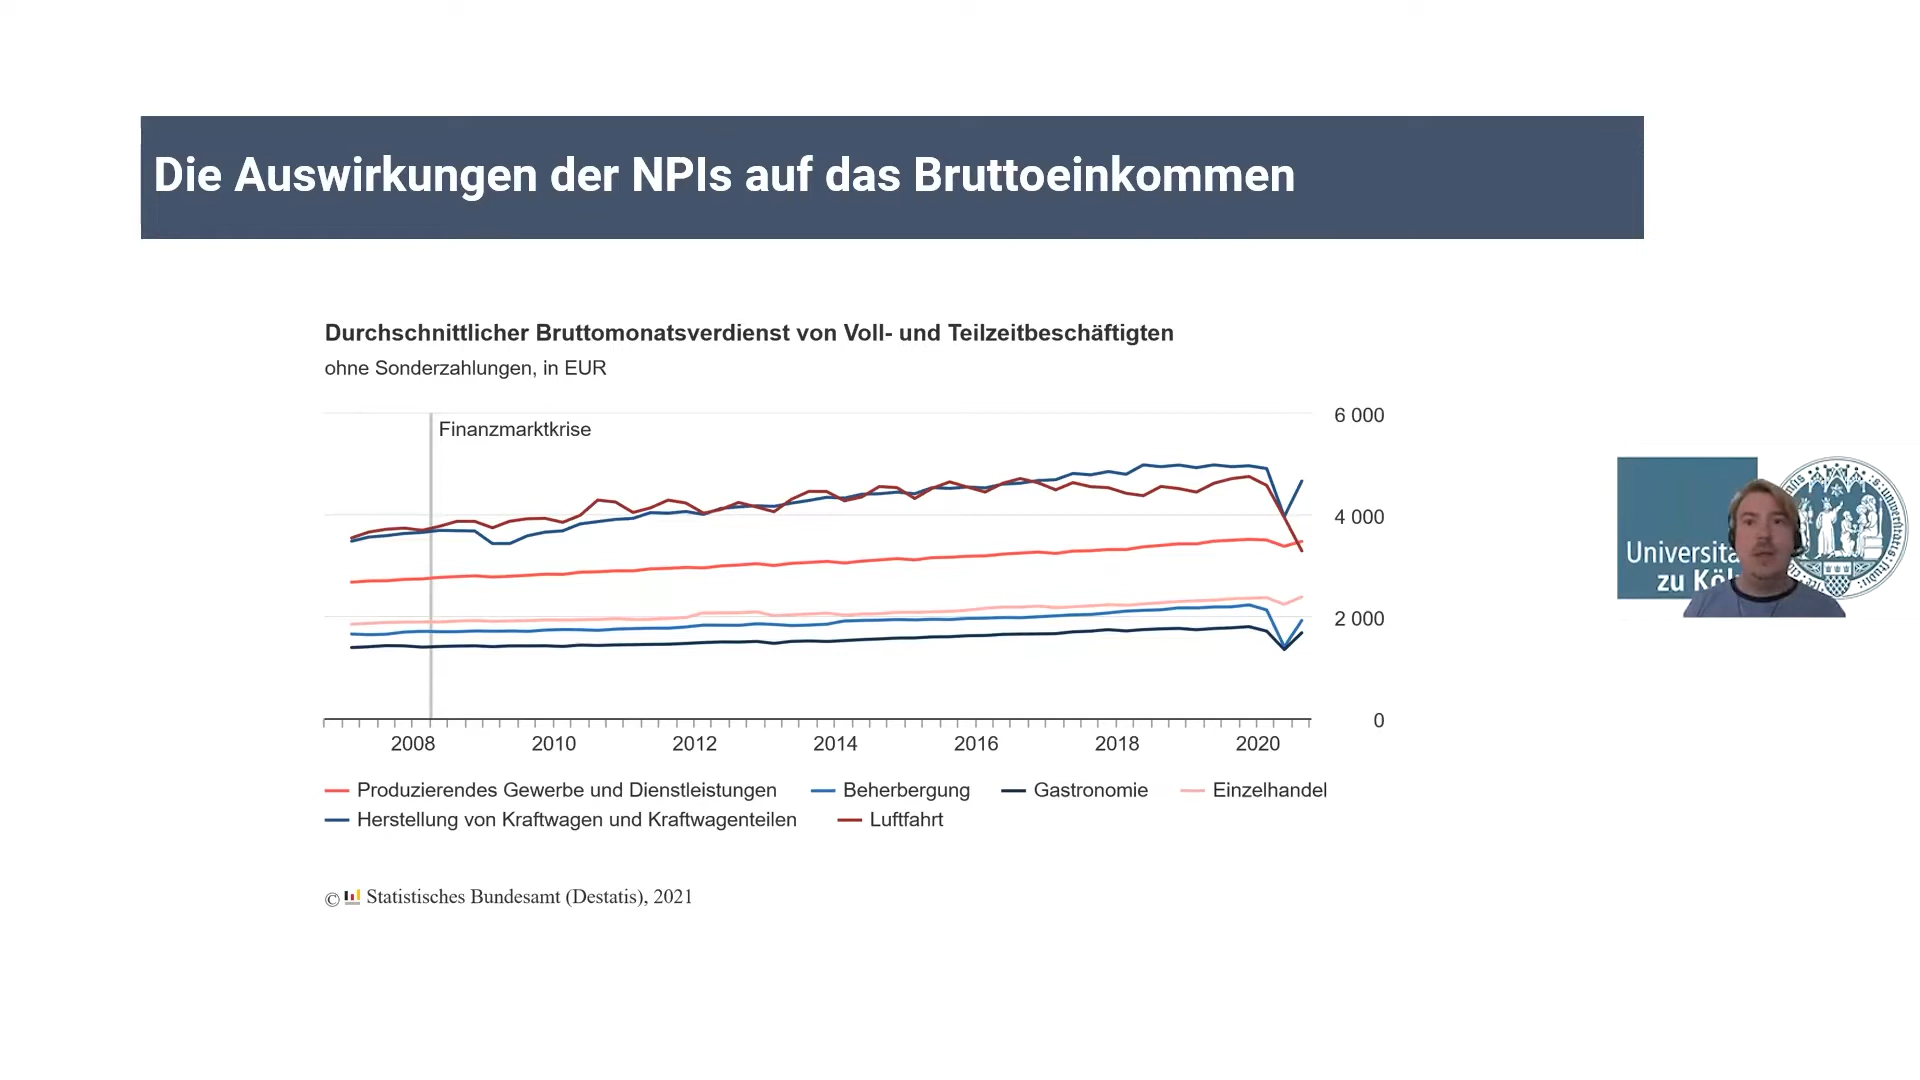 Die Auswirkungen der NPIs auf das Bruttoeinkommen
Durchschnittlicher Bruttomonatsverdienst von Voll- und Teilzeitbeschäftigten
ohne Sonderzahlungen, in EUR
6 000
Finanzmarktkrise
4 000
2 000
0
2008 2010 2012 2014 2016 2018 2020
Produzierendes Gewerbe und Dienstleistungen Beherbergung Gastronomie Einzelhandel
Herstellung von Kraftwagen und Kraftwagenteilen Luftfahrt
© Statistisches Bundesamt (Destatis), 2021
zu